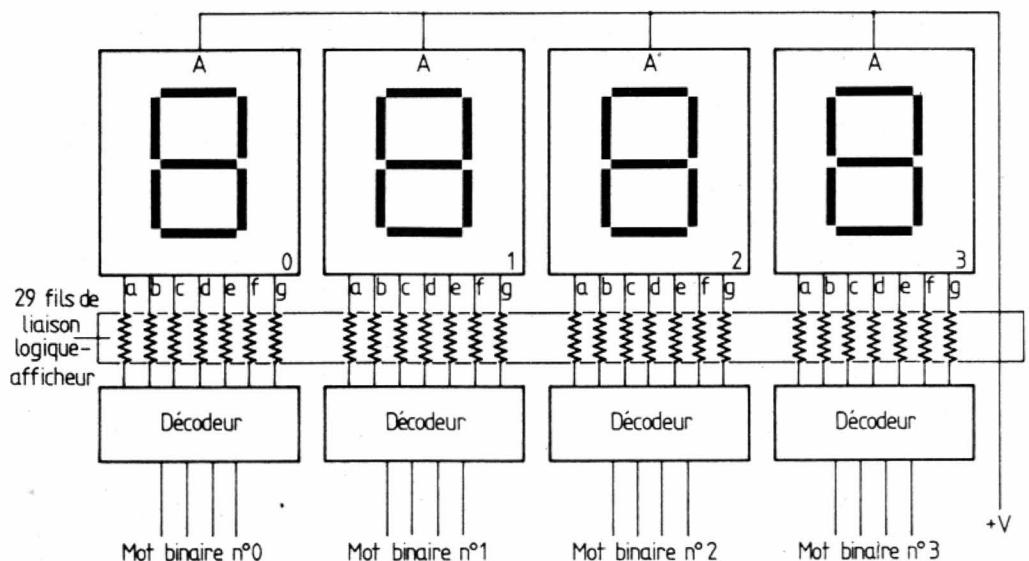 A A A A
0 1 2 3
a b c d e f g a b c d e f g a b c d e f g a b c d e f g
29 fils de
liaison
logique-
afficheur
Décodeur Décodeur Décodeur Décodeur
+V
Mot binaire n°0 Mot binaire n°1 Mot binaire n°2 Mot binaire n°3